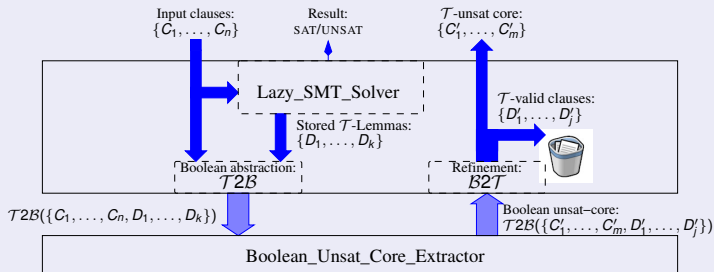 Input clauses:
{C₁, . . . , Cₙ}
Result:
SAT/UNSAT
𝒯-unsat core:
{C′₁, . . . , C′ₘ}
Lazy_SMT_Solver
𝒯-valid clauses:
{D′₁, . . . , D′ⱼ}
Stored 𝒯-Lemmas:
{D₁, . . . , Dₖ}
Boolean abstraction:
𝒯2ℬ
Refinement:
ℬ2𝒯
𝒯2ℬ({C₁, . . . , Cₙ, D₁, . . . , Dₖ})
Boolean unsat−core:
𝒯2ℬ({C′₁, . . . , C′ₘ, D′₁, . . . , D′ⱼ})
Boolean_Unsat_Core_Extractor